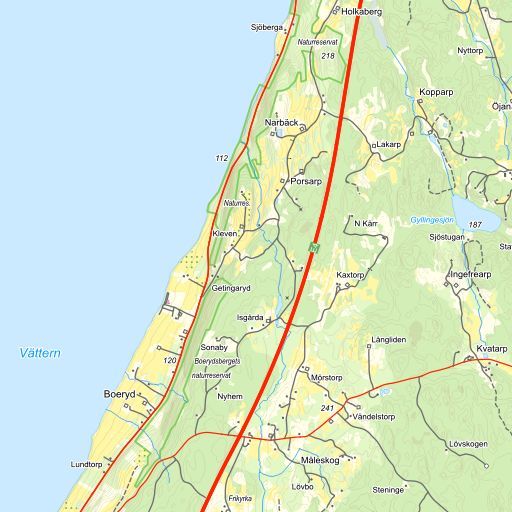 Holkaberg
Sjöberga
Naturreservat
218
Nyttorp
Kopparp
Öjan
Narbäck
Lakarp
112
Porsarp
Naturres.
N Kärr
Gyllingesjön
187
Kleven
Sjöstugan
Sta
Kaxtorp
Ingefrearp
Getingaryd
Isgärda
Långliden
Vättern
Sonaby
Kvatarp
120
Boerydsbergets
naturreservat
Mörstorp
Boeryd
Nyhem
241
Vändelstorp
Lövskogen
Lundtorp
Måleskog
Lövbo
Steninge
Frikyrka